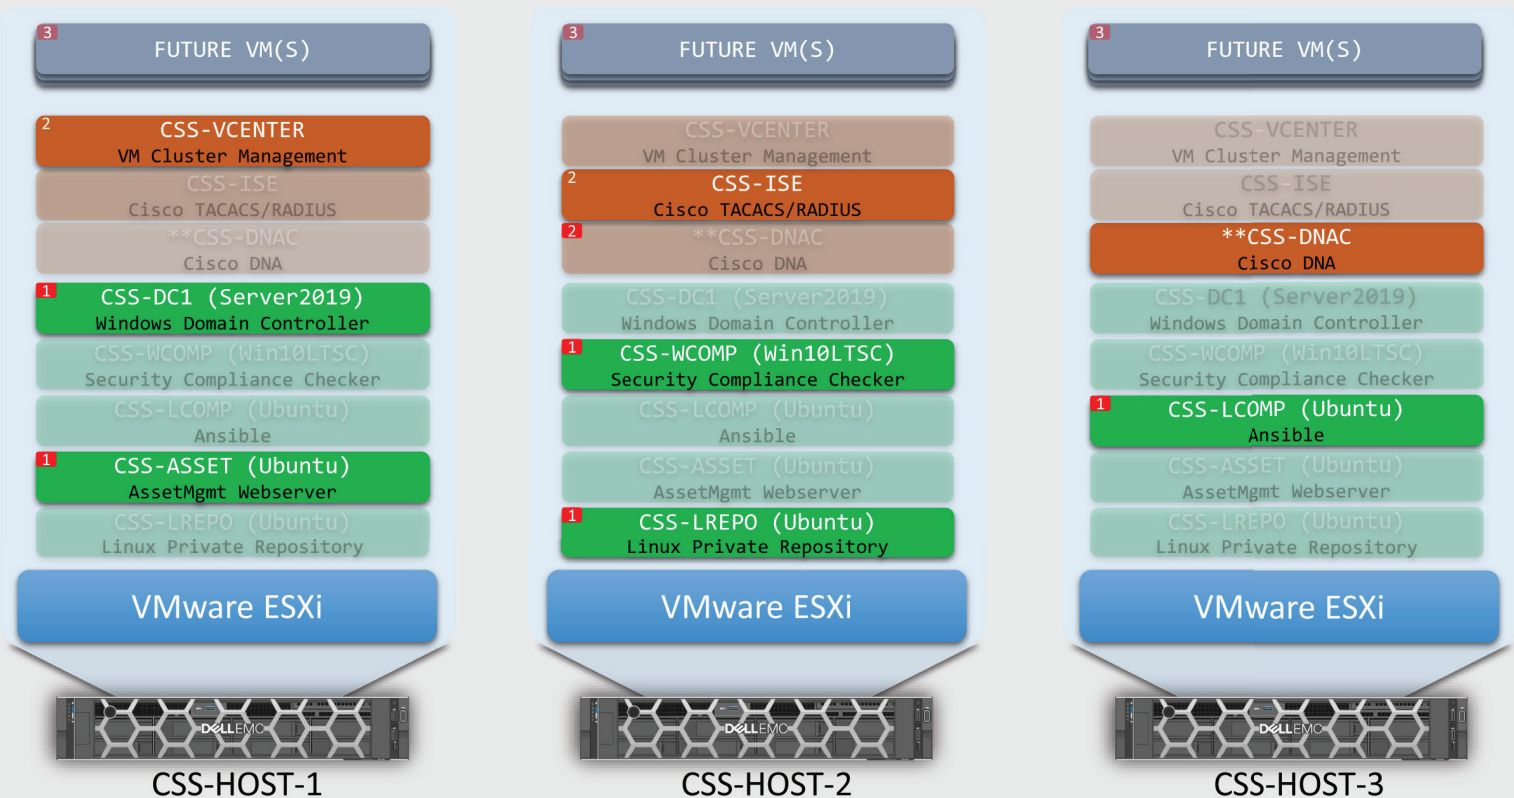 3
FUTURE VM(S)
2
CSS-VCENTER
VM Cluster Management
CSS-ISE
Cisco TACACS/RADIUS
**CSS-DNAC
Cisco DNA
1
CSS-DC1 (Server2019)
Windows Domain Controller
CSS-WCOMP (Win10LTSC)
Security Compliance Checker
CSS-LCOMP (Ubuntu)
Ansible
1
CSS-ASSET (Ubuntu)
AssetMgmt Webserver
CSS-LREPO (Ubuntu)
Linux Private Repository
VMware ESXi
DELLEMC
CSS-HOST-1
3
FUTURE VM(S)
CSS-VCENTER
VM Cluster Management
2
CSS-ISE
Cisco TACACS/RADIUS
2
**CSS-DNAC
Cisco DNA
CSS-DC1 (Server2019)
Windows Domain Controller
1
CSS-WCOMP (Win10LTSC)
Security Compliance Checker
CSS-LCOMP (Ubuntu)
Ansible
CSS-ASSET (Ubuntu)
AssetMgmt Webserver
1
CSS-LREPO (Ubuntu)
Linux Private Repository
VMware ESXi
DELLEMC
CSS-HOST-2
3
FUTURE VM(S)
CSS-VCENTER
VM Cluster Management
CSS-ISE
Cisco TACACS/RADIUS
**CSS-DNAC
Cisco DNA
CSS-DC1 (Server2019)
Windows Domain Controller
CSS-WCOMP (Win10LTSC)
Security Compliance Checker
1
CSS-LCOMP (Ubuntu)
Ansible
CSS-ASSET (Ubuntu)
AssetMgmt Webserver
CSS-LREPO (Ubuntu)
Linux Private Repository
VMware ESXi
DELLEMC
CSS-HOST-3